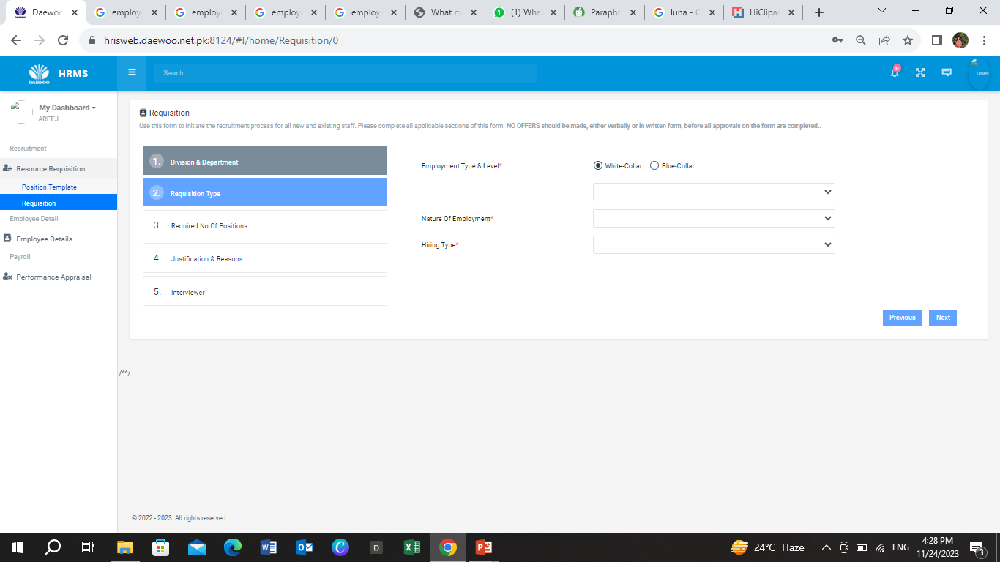 Daewoo
employ
employ
employ
employ
What m
(1) Wha
Paraphr
luna - G
HiClipa
hrisweb.daewoo.net.pk:8124/#!/home/Requisition/0
DAEWOO
HRMS
Search...
0
user
My Dashboard
AREEJ
Recruitment
Resource Requisition
Position Template
Requisition
Employee Detail
Employee Details
Payroll
Performance Appraisal
Requisition
Use this form to initiate the recruitment process for all new and existing staff. Please complete all applicable sections of this form. NO OFFERS should be made, either verbally or in written form, before all approvals on the form are completed..
1. Division & Department
2. Requisition Type
3. Required No Of Positions
4. Justification & Reasons
5. Interviewer
Employment Type & Level*
White-Collar Blue-Collar
Nature Of Employment*
Hiring Type*
Previous Next
/**/
© 2022 - 2023. All rights reserved.
24°C Haze
ENG
4:28 PM
11/24/2023
3